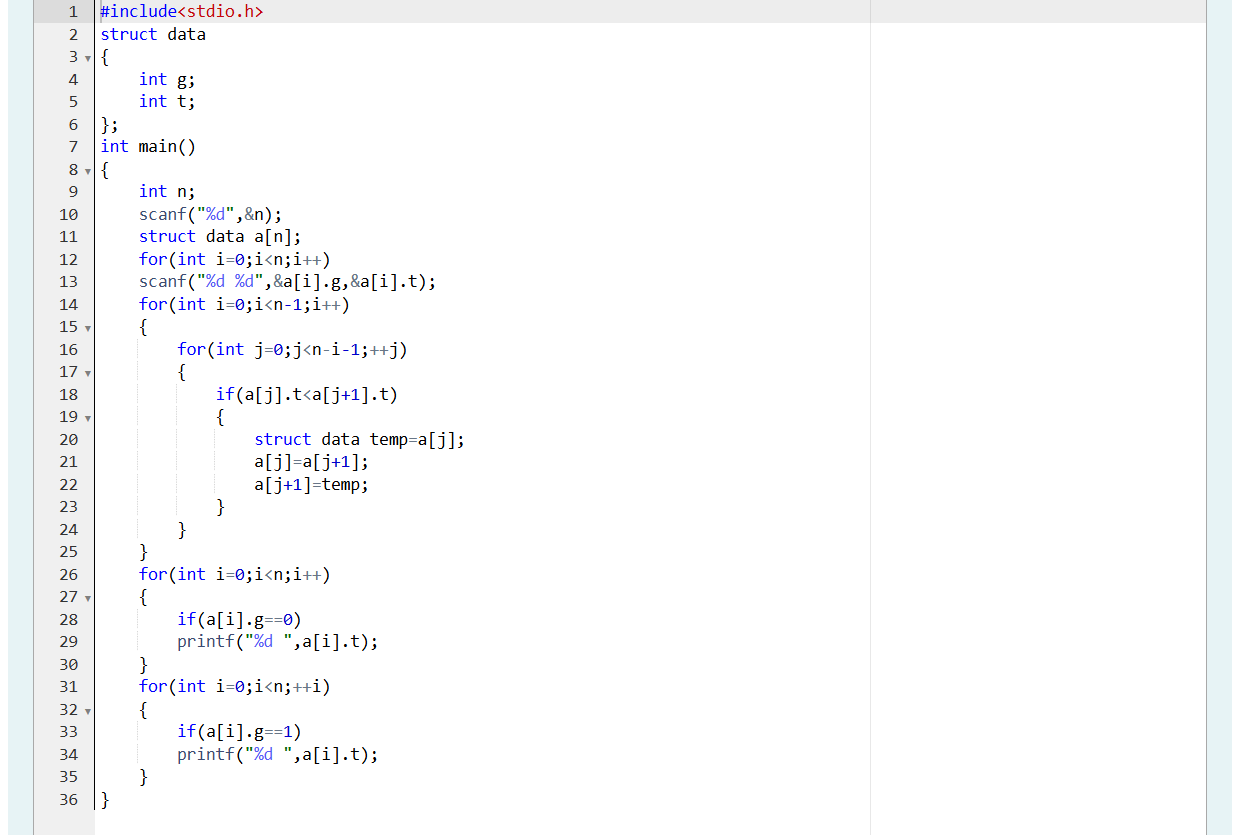 1 #include<stdio.h>
2 struct data
3 {
4     int g;
5     int t;
6 };
7 int main()
8 {
9     int n;
10     scanf("%d",&n);
11     struct data a[n];
12     for(int i=0;i<n;i++)
13     scanf("%d %d",&a[i].g,&a[i].t);
14     for(int i=0;i<n-1;i++)
15     {
16         for(int j=0;j<n-i-1;++j)
17         {
18             if(a[j].t<a[j+1].t)
19             {
20                 struct data temp=a[j];
21                 a[j]=a[j+1];
22                 a[j+1]=temp;
23             }
24         }
25     }
26     for(int i=0;i<n;i++)
27     {
28         if(a[i].g==0)
29         printf("%d ",a[i].t);
30     }
31     for(int i=0;i<n;++i)
32     {
33         if(a[i].g==1)
34         printf("%d ",a[i].t);
35     }
36 }